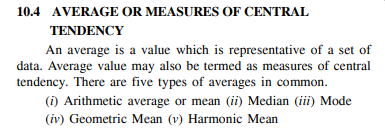 10.4 AVERAGE OR MEASURES OF CENTRAL
TENDENCY
An average is a value which is representative of a set of
data. Average value may also be termed as measures of central
tendency. There are five types of averages in common.
(i) Arithmetic average or mean (ii) Median (iii) Mode
(iv) Geometric Mean (v) Harmonic Mean